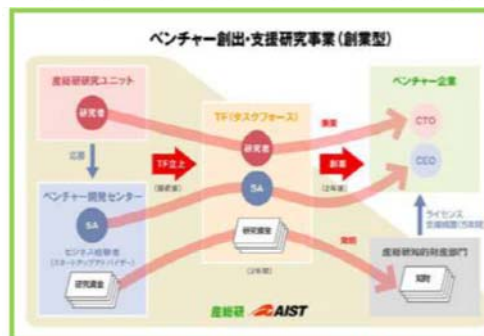 ベンチャー創出・支援研究事業(創業型)
産総研研究ユニット
研究者
応募
ベンチャー開発センター
SA
ビジネス経験者
(スタートアップアドバイザー)
研究資金
TF立上
TF(タスクフォース)
研究者
SA
研究資金
(2年間)
兼業
創業
(2年後)
発明
ベンチャー企業
CTO
CEO
ライセンス
産総研知的財産部門
知財
産総研 AIST